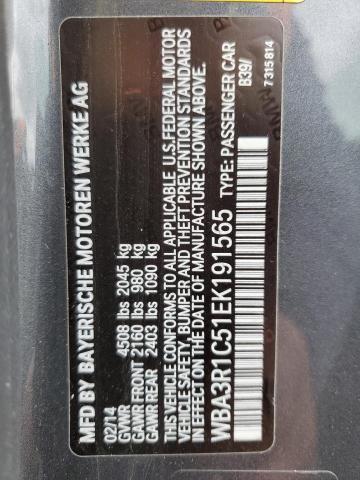 MFD BY BAYERISCHE MOTOREN WERKE AG
02/14
GVWR 4508 lbs 2045 kg
GAWR FRONT 2160 lbs 980 kg
GAWR REAR 2403 lbs 1090 kg
THIS VEHICLE CONFORMS TO ALL APPLICABLE U.S.FEDERAL MOTOR
VEHICLE SAFETY, BUMPER AND THEFT PREVENTION STANDARDS
IN EFFECT ON THE DATE OF MANUFACTURE SHOWN ABOVE.
WBA3R1C51EK191565 TYPE: PASSENGER CAR
B39/
7315814